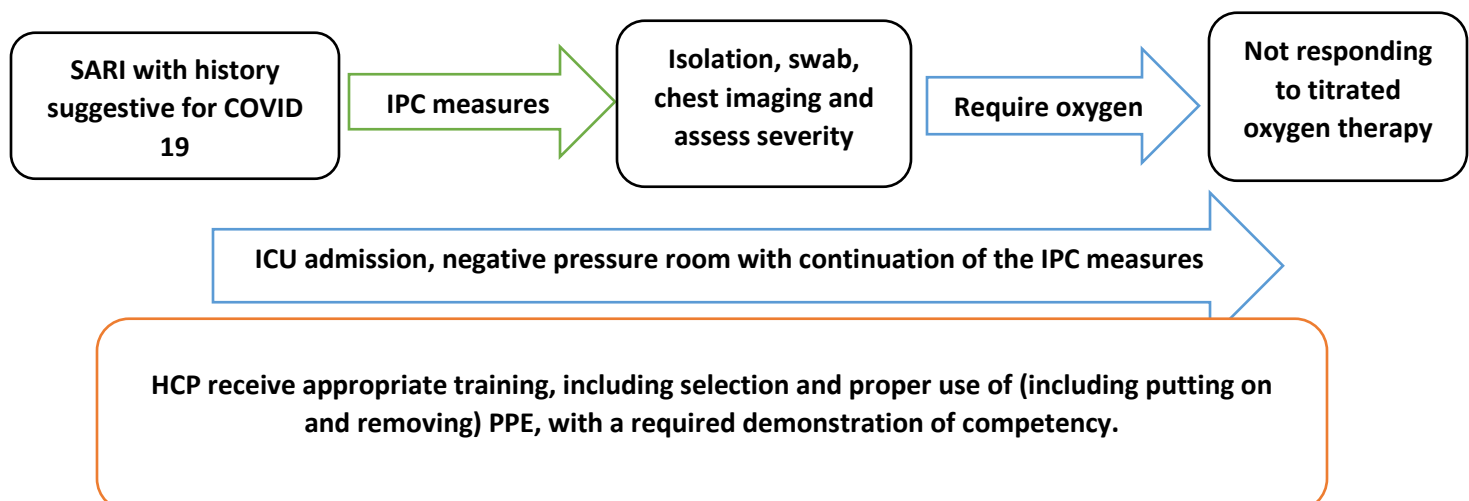 SARI with history
suggestive for COVID
19
IPC measures
Isolation, swab,
chest imaging and
assess severity
Require oxygen
Not responding
to titrated
oxygen therapy
ICU admission, negative pressure room with continuation of the IPC measures
HCP receive appropriate training, including selection and proper use of (including putting on
and removing) PPE, with a required demonstration of competency.